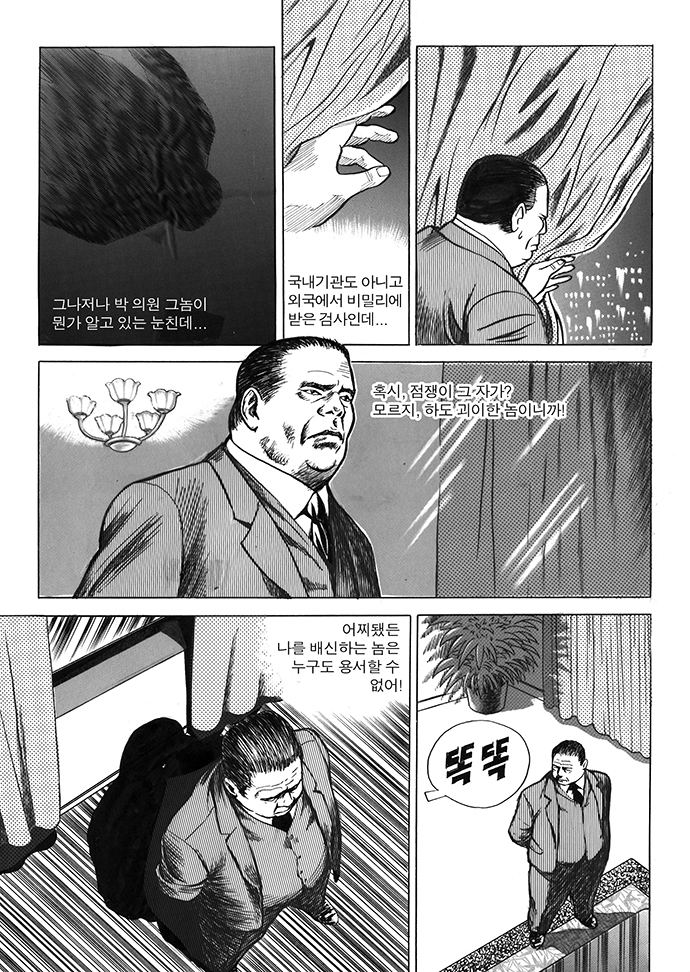 그나저나 박 의원 그놈이
뭔가 알고 있는 눈친데...
국내기관도 아니고
외국에서 비밀리에
받은 검사인데...
혹시, 점쟁이 그 자가?
모르지, 하도 괴이한 놈이니까!
어찌됐든
나를 배신하는 놈은
누구도 용서할 수
없어!
똑 똑